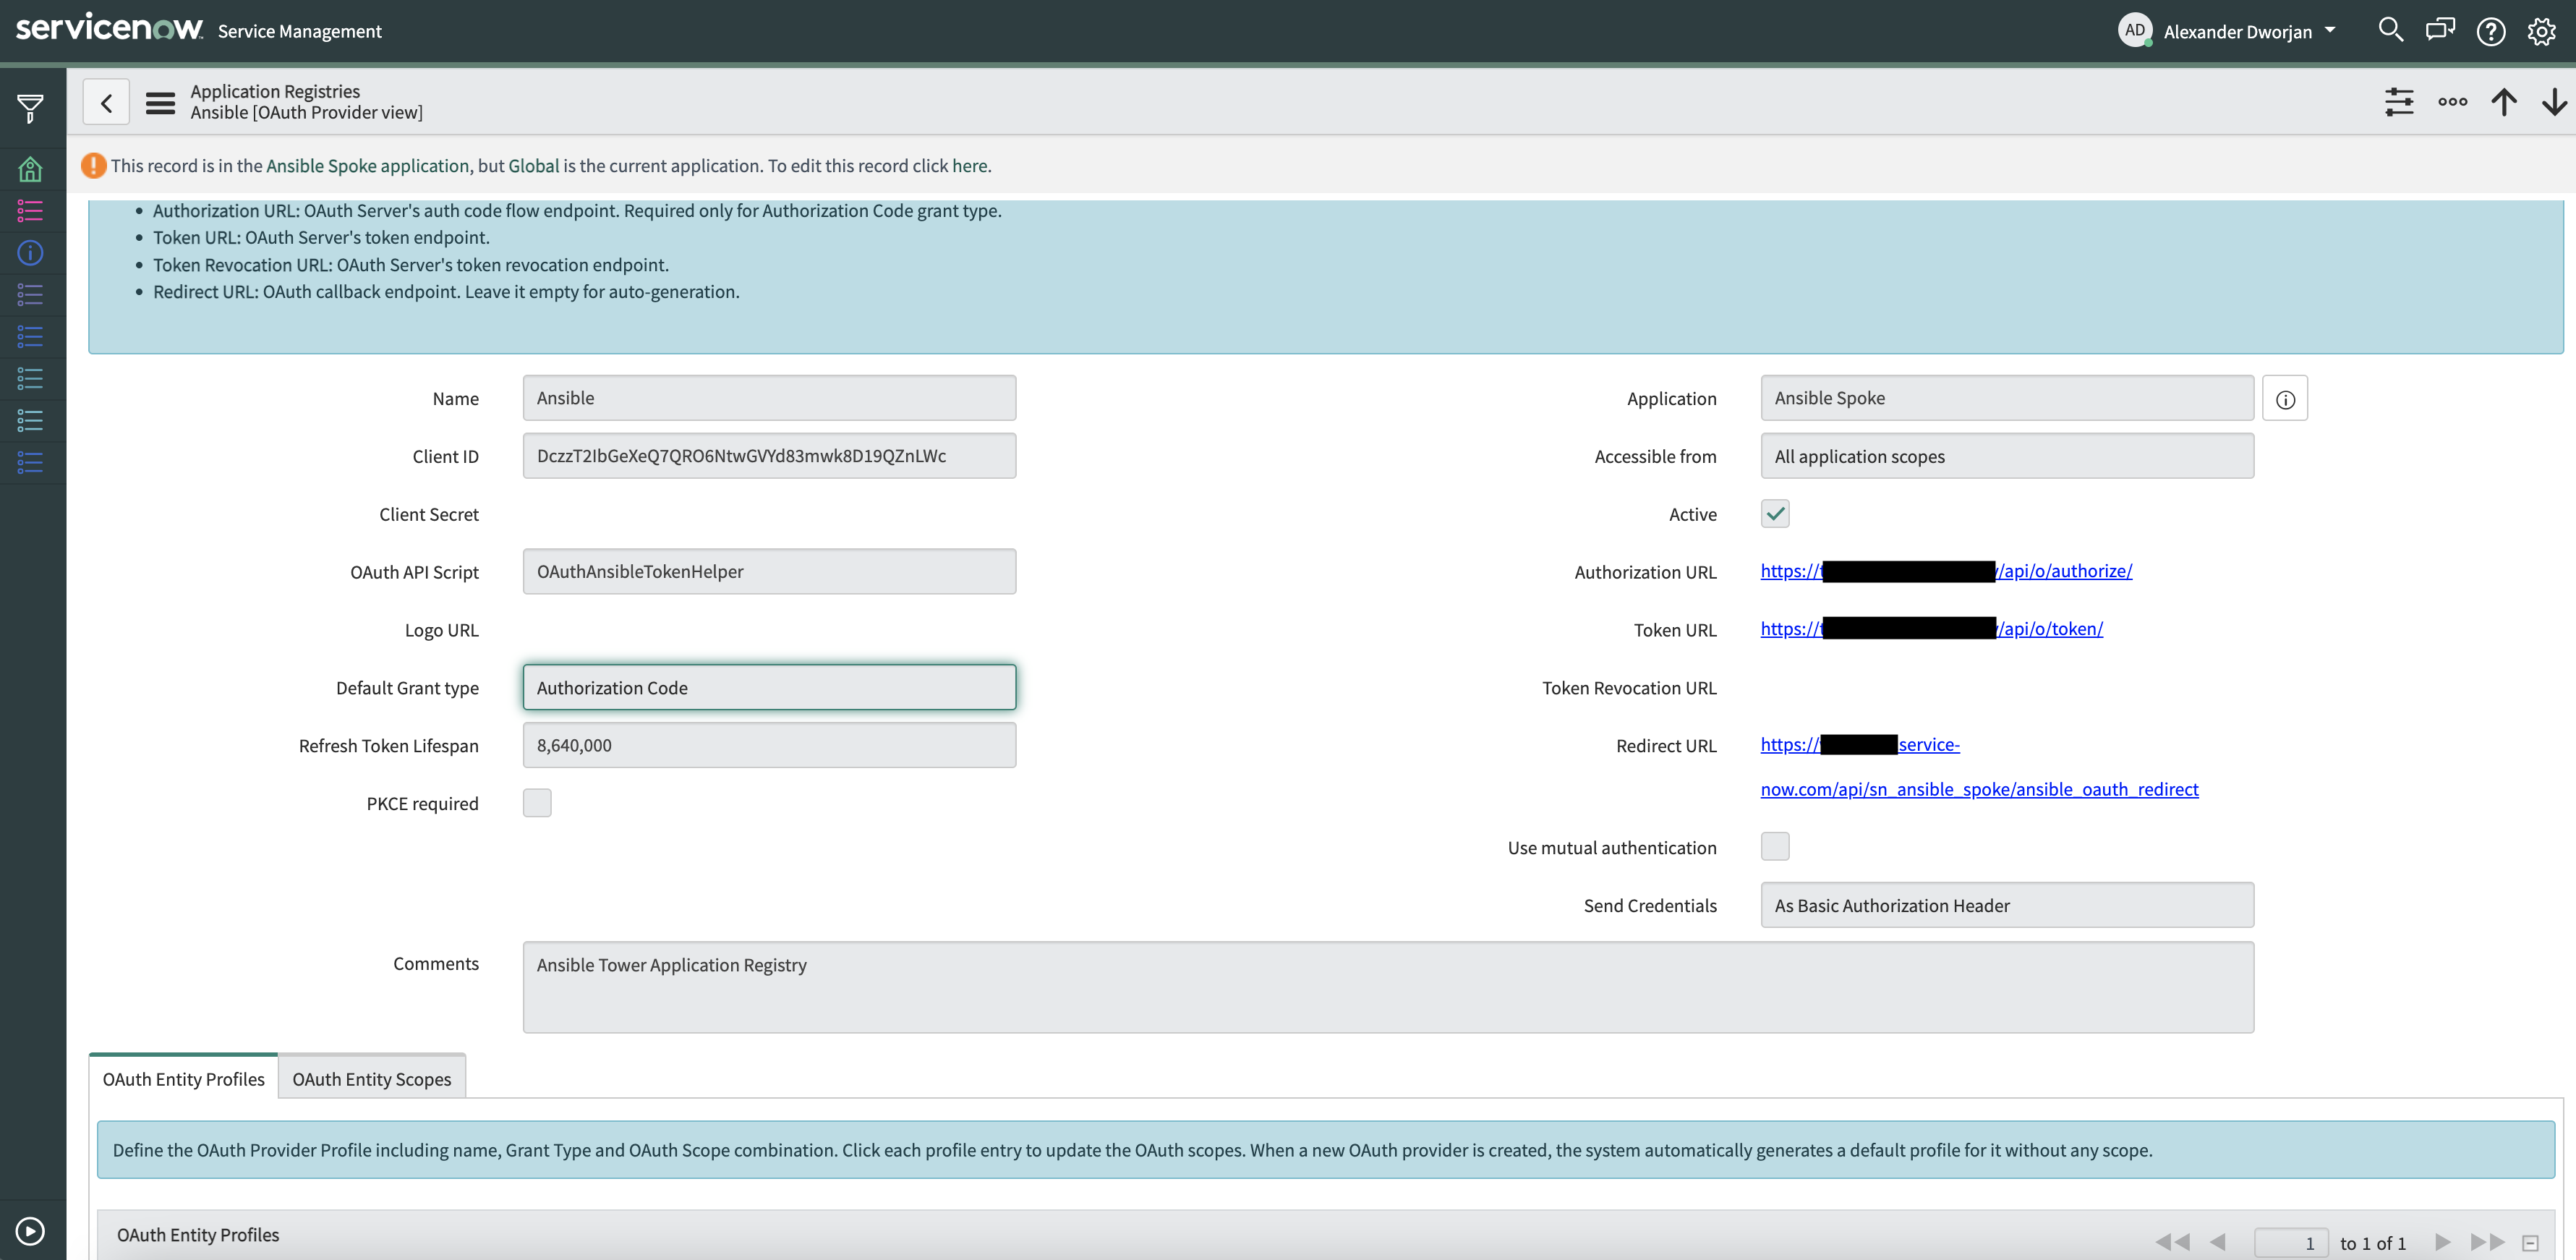 servicenow Service Management
AD Alexander Dworjan
Application Registries
Ansible [OAuth Provider view]
This record is in the Ansible Spoke application, but Global is the current application. To edit this record click here.
• Authorization URL: OAuth Server's auth code flow endpoint. Required only for Authorization Code grant type.
• Token URL: OAuth Server's token endpoint.
• Token Revocation URL: OAuth Server's token revocation endpoint.
• Redirect URL: OAuth callback endpoint. Leave it empty for auto-generation.
Name Ansible
Client ID DczzT2IbGeXeQ7QRO6NtwGVYd83mwk8D19QZnLWc
Client Secret
OAuth API Script OAuthAnsibleTokenHelper
Logo URL
Default Grant type Authorization Code
Refresh Token Lifespan 8,640,000
PKCE required
Application Ansible Spoke
Accessible from All application scopes
Active
Authorization URL https:// /api/o/authorize/
Token URL https:// /api/o/token/
Token Revocation URL
Redirect URL https:// service-
now.com/api/sn_ansible_spoke/ansible_oauth_redirect
Use mutual authentication
Send Credentials As Basic Authorization Header
Comments Ansible Tower Application Registry
OAuth Entity Profiles OAuth Entity Scopes
Define the OAuth Provider Profile including name, Grant Type and OAuth Scope combination. Click each profile entry to update the OAuth scopes. When a new OAuth provider is created, the system automatically generates a default profile for it without any scope.
OAuth Entity Profiles
1 to 1 of 1